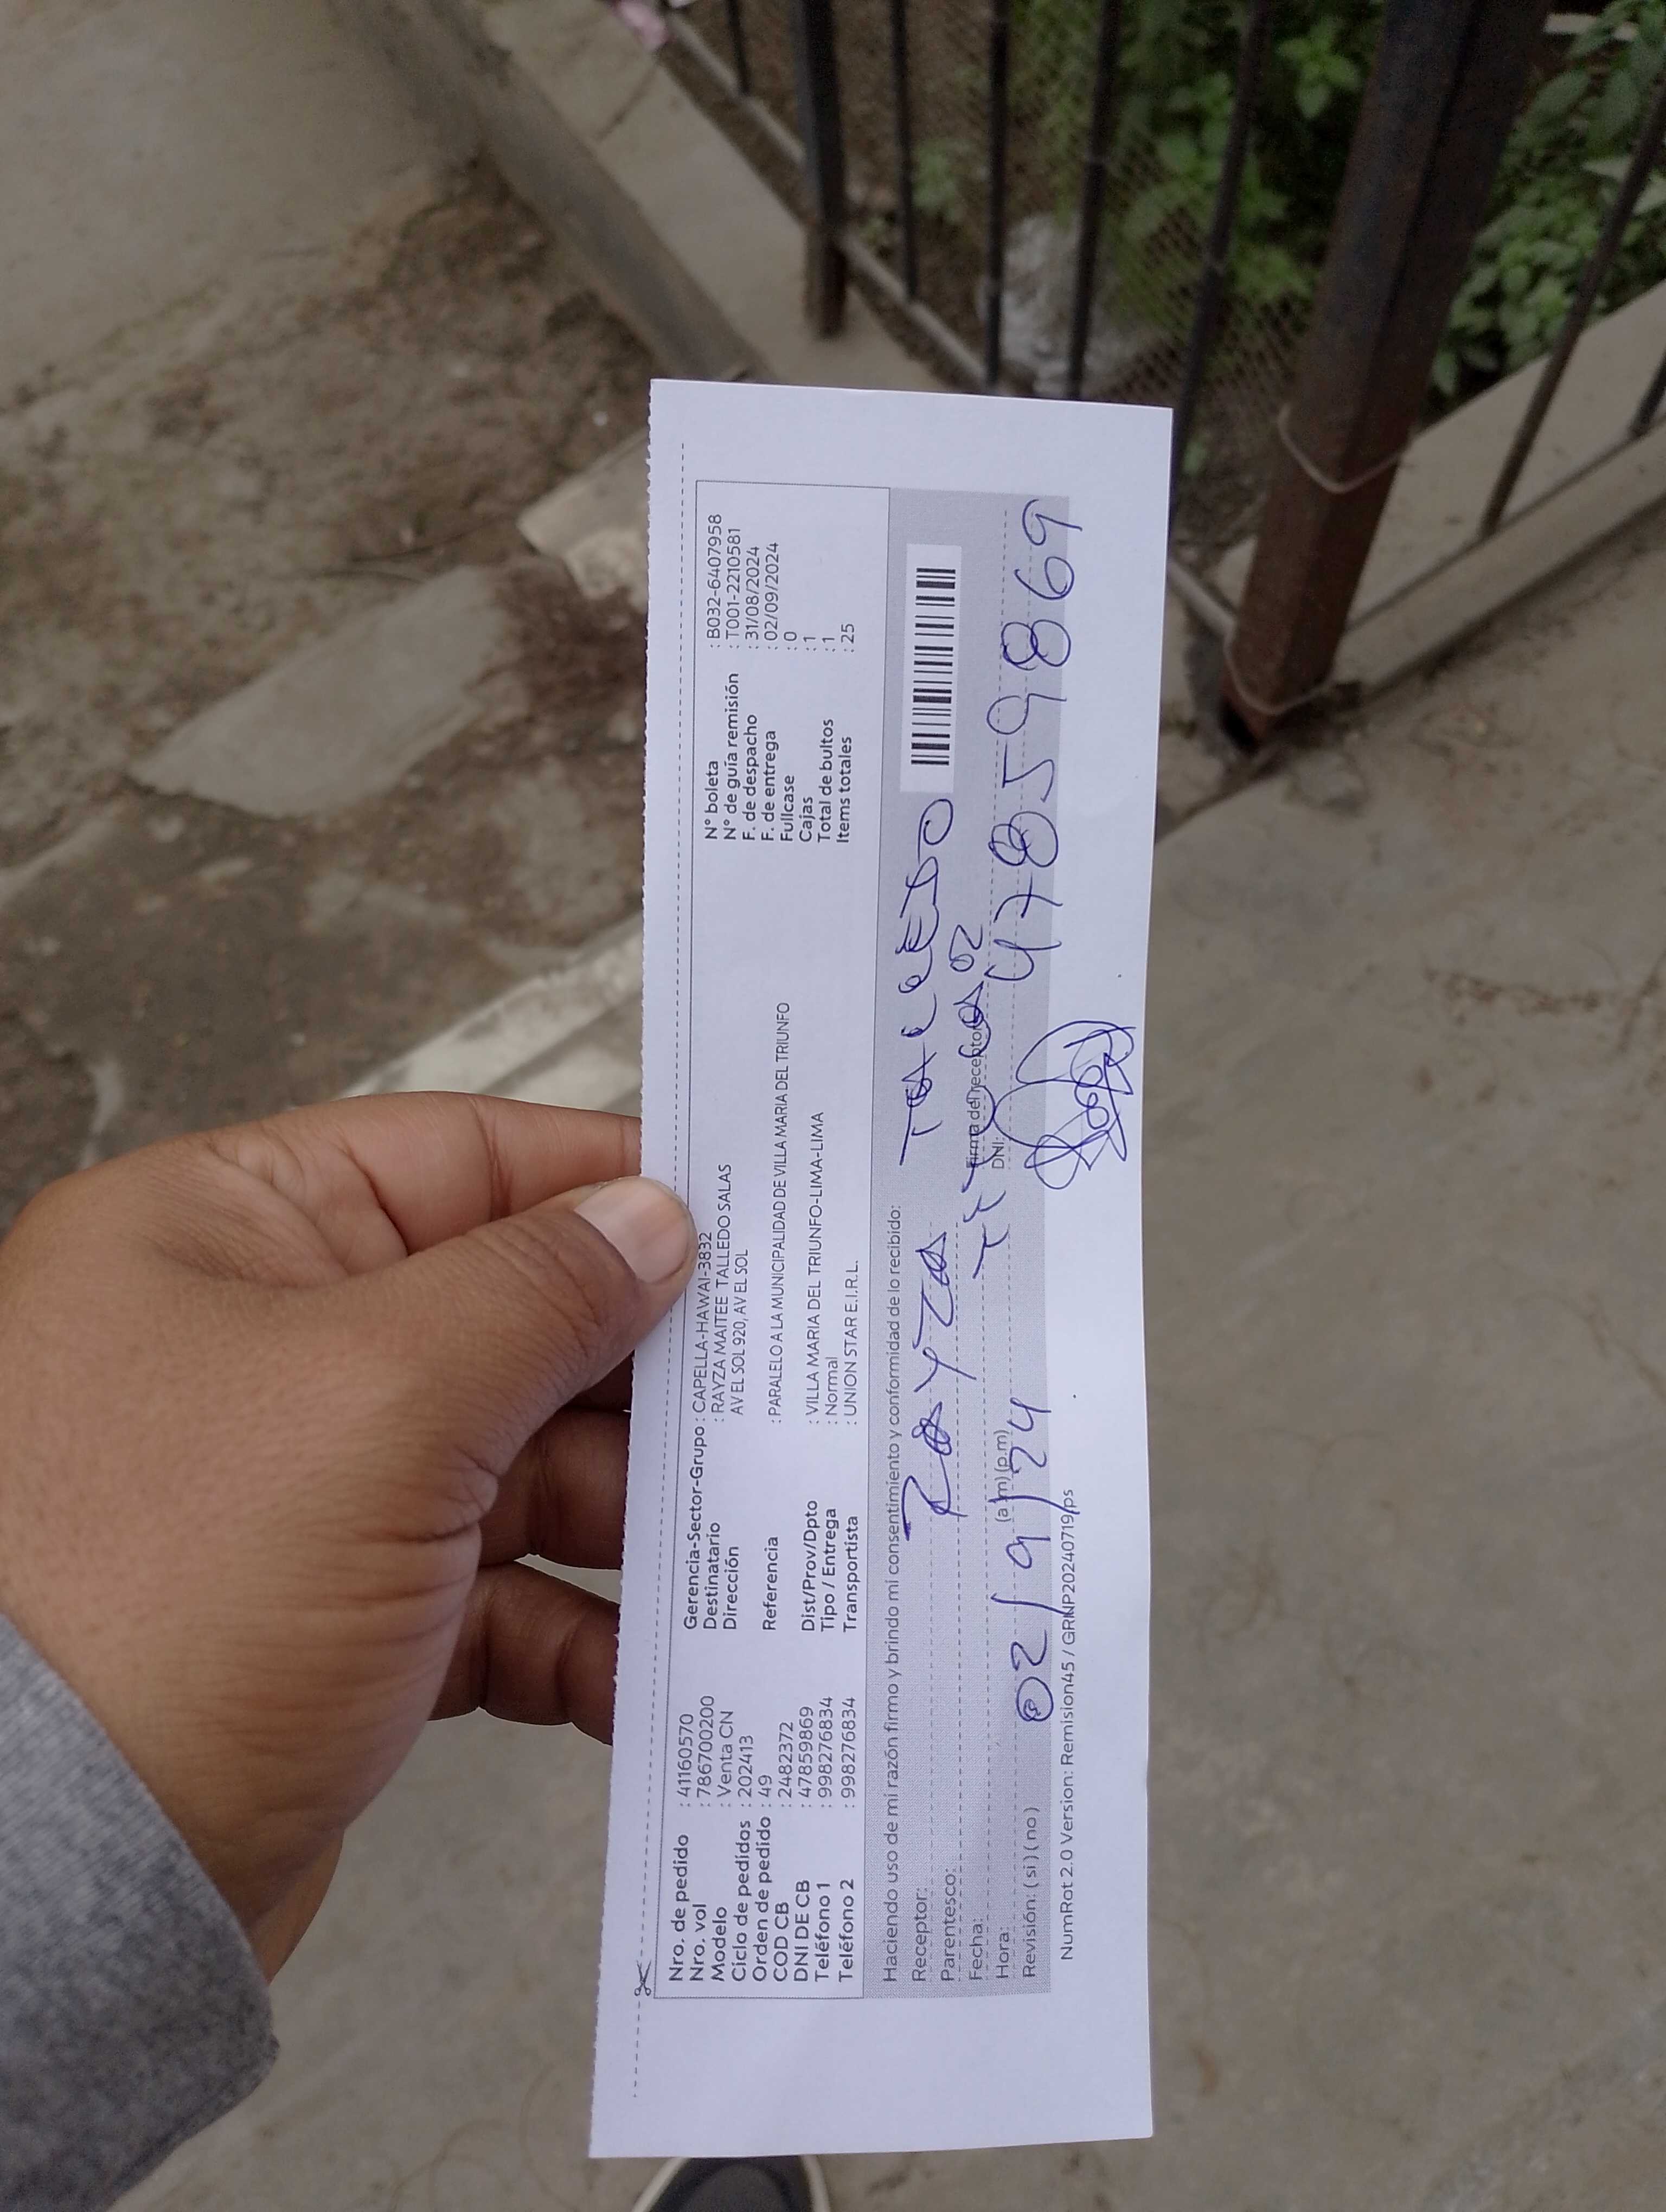 Nro. de pedido : 41160570
Nro. vol : 786700200
Modelo : Venta CN
Ciclo de pedidos : 202413
Orden de pedido : 49
COD CB : 2482372
DNI DE CB : 47859869
Teléfono 1 : 998276834
Teléfono 2 : 998276834
Gerencia-Sector-Grupo : CAPELLA-HAWAI-3832
Destinatario : RAYZA MAITEE TALLEDO SALAS
Dirección AV EL SOL 920, AV EL SOL
Referencia : PARALELO A LA MUNICIPALIDAD DE VILLA MARIA DEL TRIUNFO
Dist/Prov/Dpto : VILLA MARIA DEL TRIUNFO-LIMA-LIMA
Tipo / Entrega : Normal
Transportista : UNION STAR E.I.R.L.
N° boleta : B032-6407958
N° de guía remisión : T001-2210581
F. de despacho : 31/08/2024
F. de entrega : 02/09/2024
Fullcase : 0
Cajas : 1
Total de bultos : 1
Items totales : 25
Haciendo uso de mi razón firmo y brindo mi consentimiento y conformidad de lo recibido:
Receptor: RAYZA TALLEDO
Parentesco:
Fecha:
Firma del receptor
Hora: (a.m) (p.m)
DNI: 47859869
02/9/24
Revisión: ( si ) ( no )
NumRot 2.0 Version: Remision45 / GRNP20240719/ps